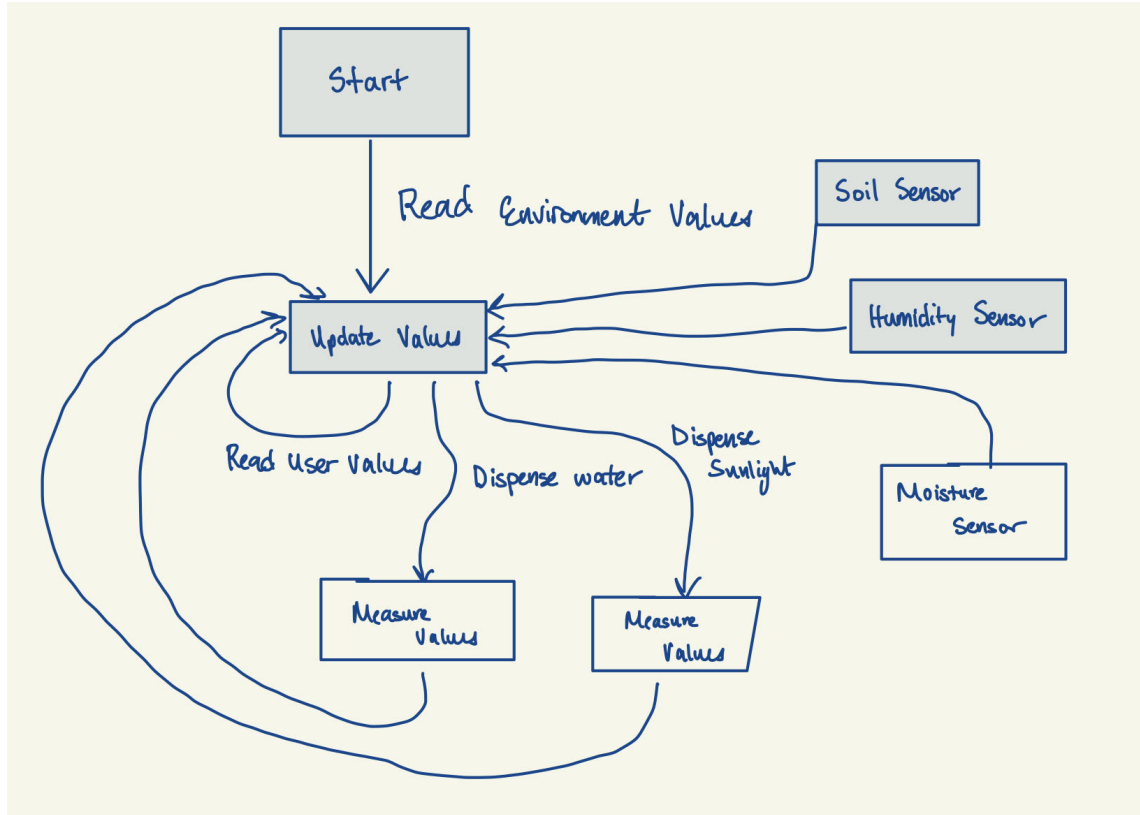 Start
Read Environment Values
Soil Sensor
Humidity Sensor
Update Values
Read User Values
Dispense water
Dispense
Sunlight
Moisture
Sensor
Measure
Values
Measure
Values